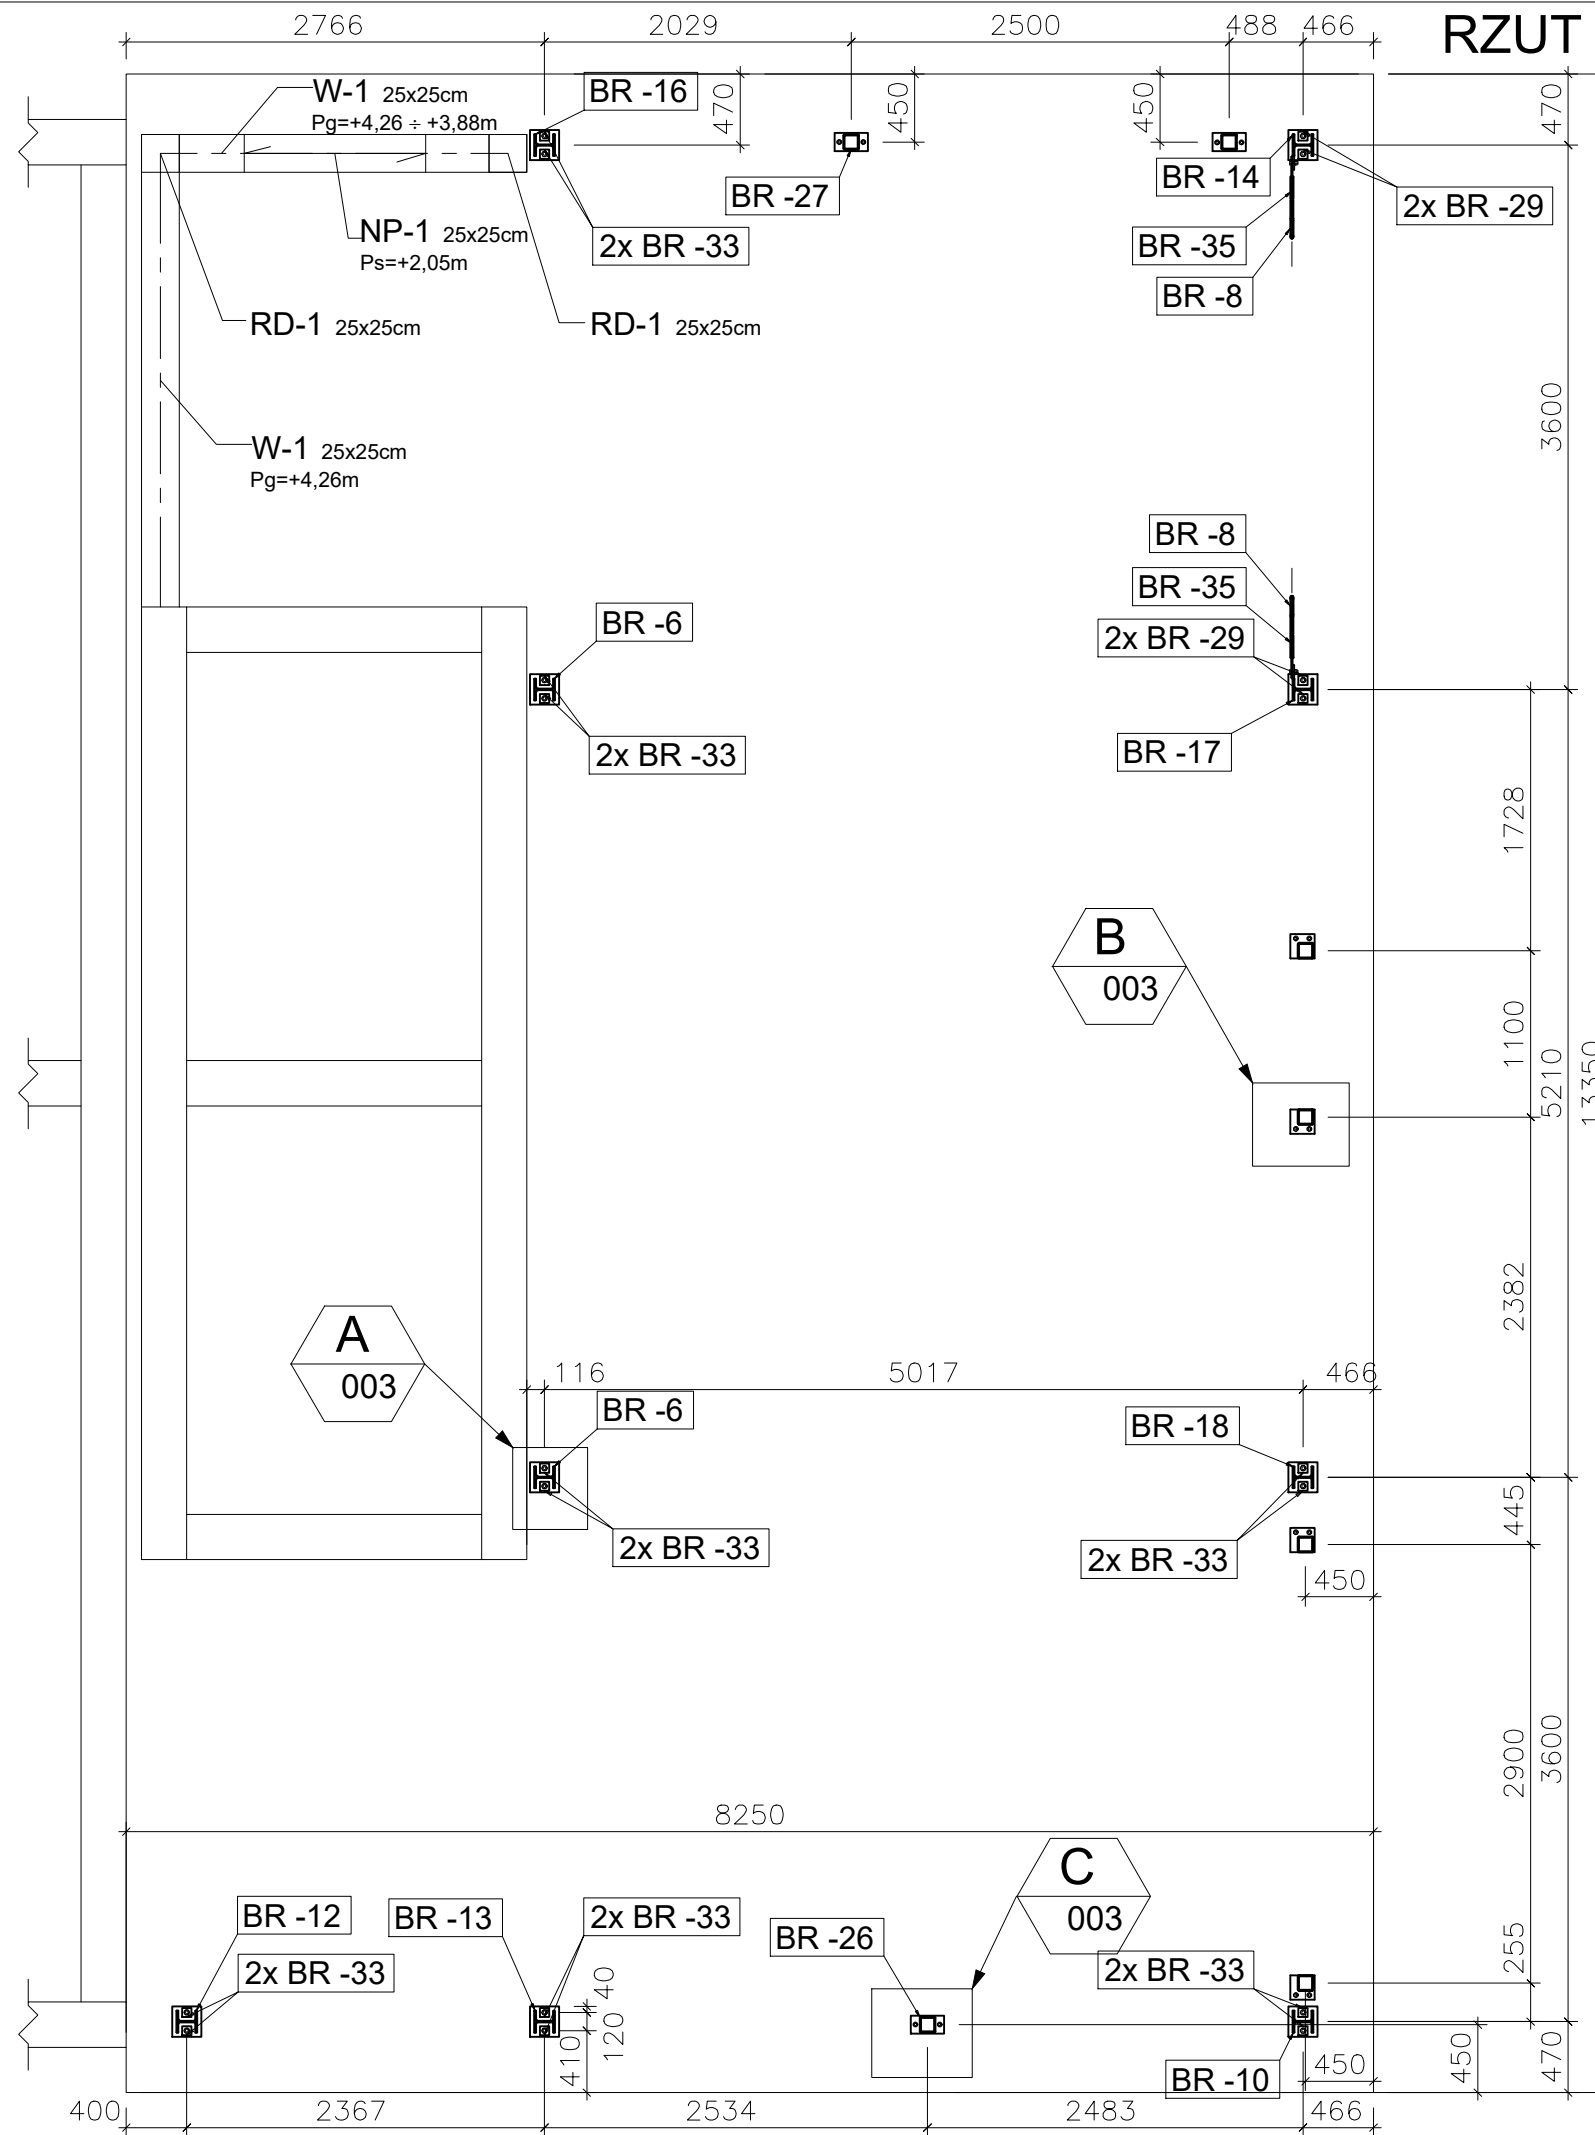 RZUT
2766
2029
2500
488
466
W-1 25x25cm
Pg=+4,26 ÷ +3,88m
BR -16
470
450
450
470
BR -27
BR -14
2x BR -29
NP-1 25x25cm
Ps=+2,05m
2x BR -33
BR -35
BR -8
RD-1 25x25cm
RD-1 25x25cm
3600
W-1 25x25cm
Pg=+4,26m
BR -8
BR -35
2x BR -29
BR -6
2x BR -33
BR -17
1728
B
003
1100
5210
13350
2382
A
003
116
5017
466
BR -6
BR -18
2x BR -33
2x BR -33
445
450
2900
3600
8250
C
003
BR -12
BR -13
2x BR -33
BR -26
2x BR -33
2x BR -33
255
40
120
410
BR -10
450
450
470
400
2367
2534
2483
466